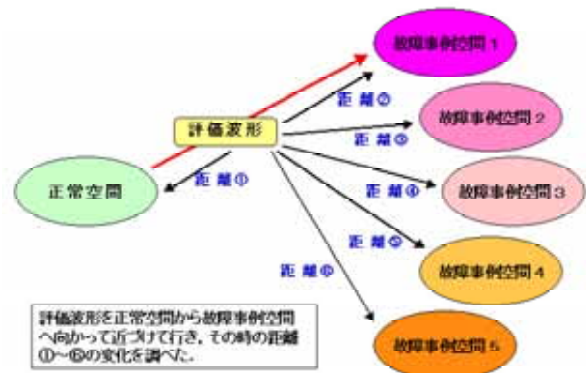 故障事例空間1
距離②
評価波形
故障事例空間2
距離③
正常空間
距離①
距離④
故障事例空間3
距離⑤
距離⑥
故障事例空間4
評価波形を正常空間から故障事例空間
へ向かって近づけて行き、その時の距離
①～⑥の変化を調べた。
故障事例空間5